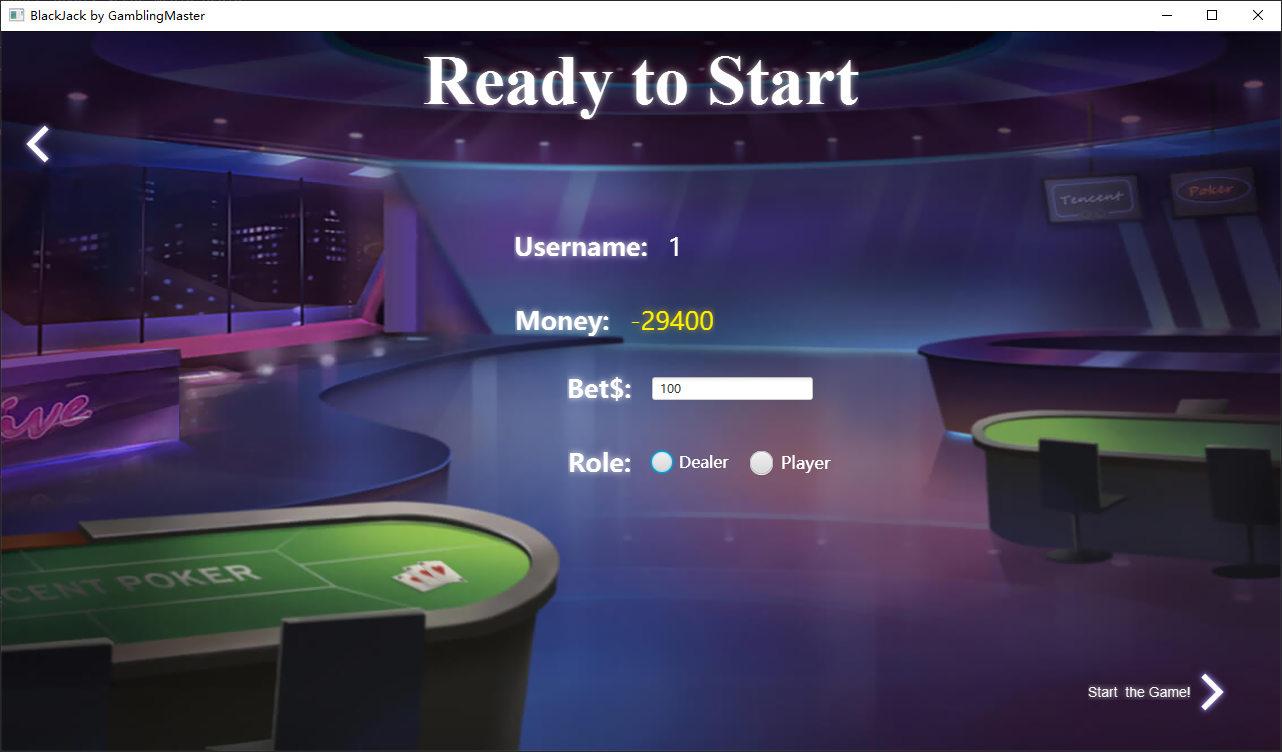 BlackJack by GamblingMaster
Ready to Start
Tencent
Poker
Username: 1
Money: -29400
Bet$: 100
Role: Dealer Player
ive
CENT POKER
Start the Game!